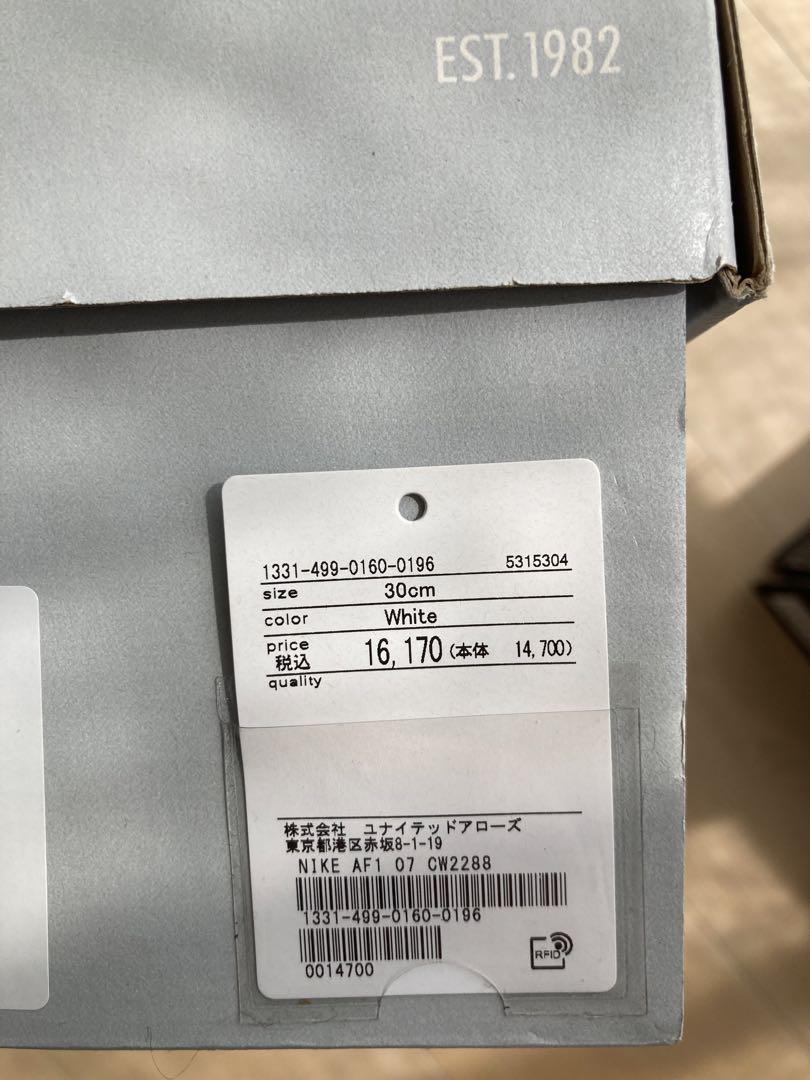 EST.1982
1331-499-0160-0196 5315304
size 30cm
color White
price
税込 16,170 (本体 14,700)
quality
株式会社 ユナイテッドアローズ
東京都港区赤坂8-1-19
NIKE AF1 07 CW2288
1331-499-0160-0196
0014700
RFID